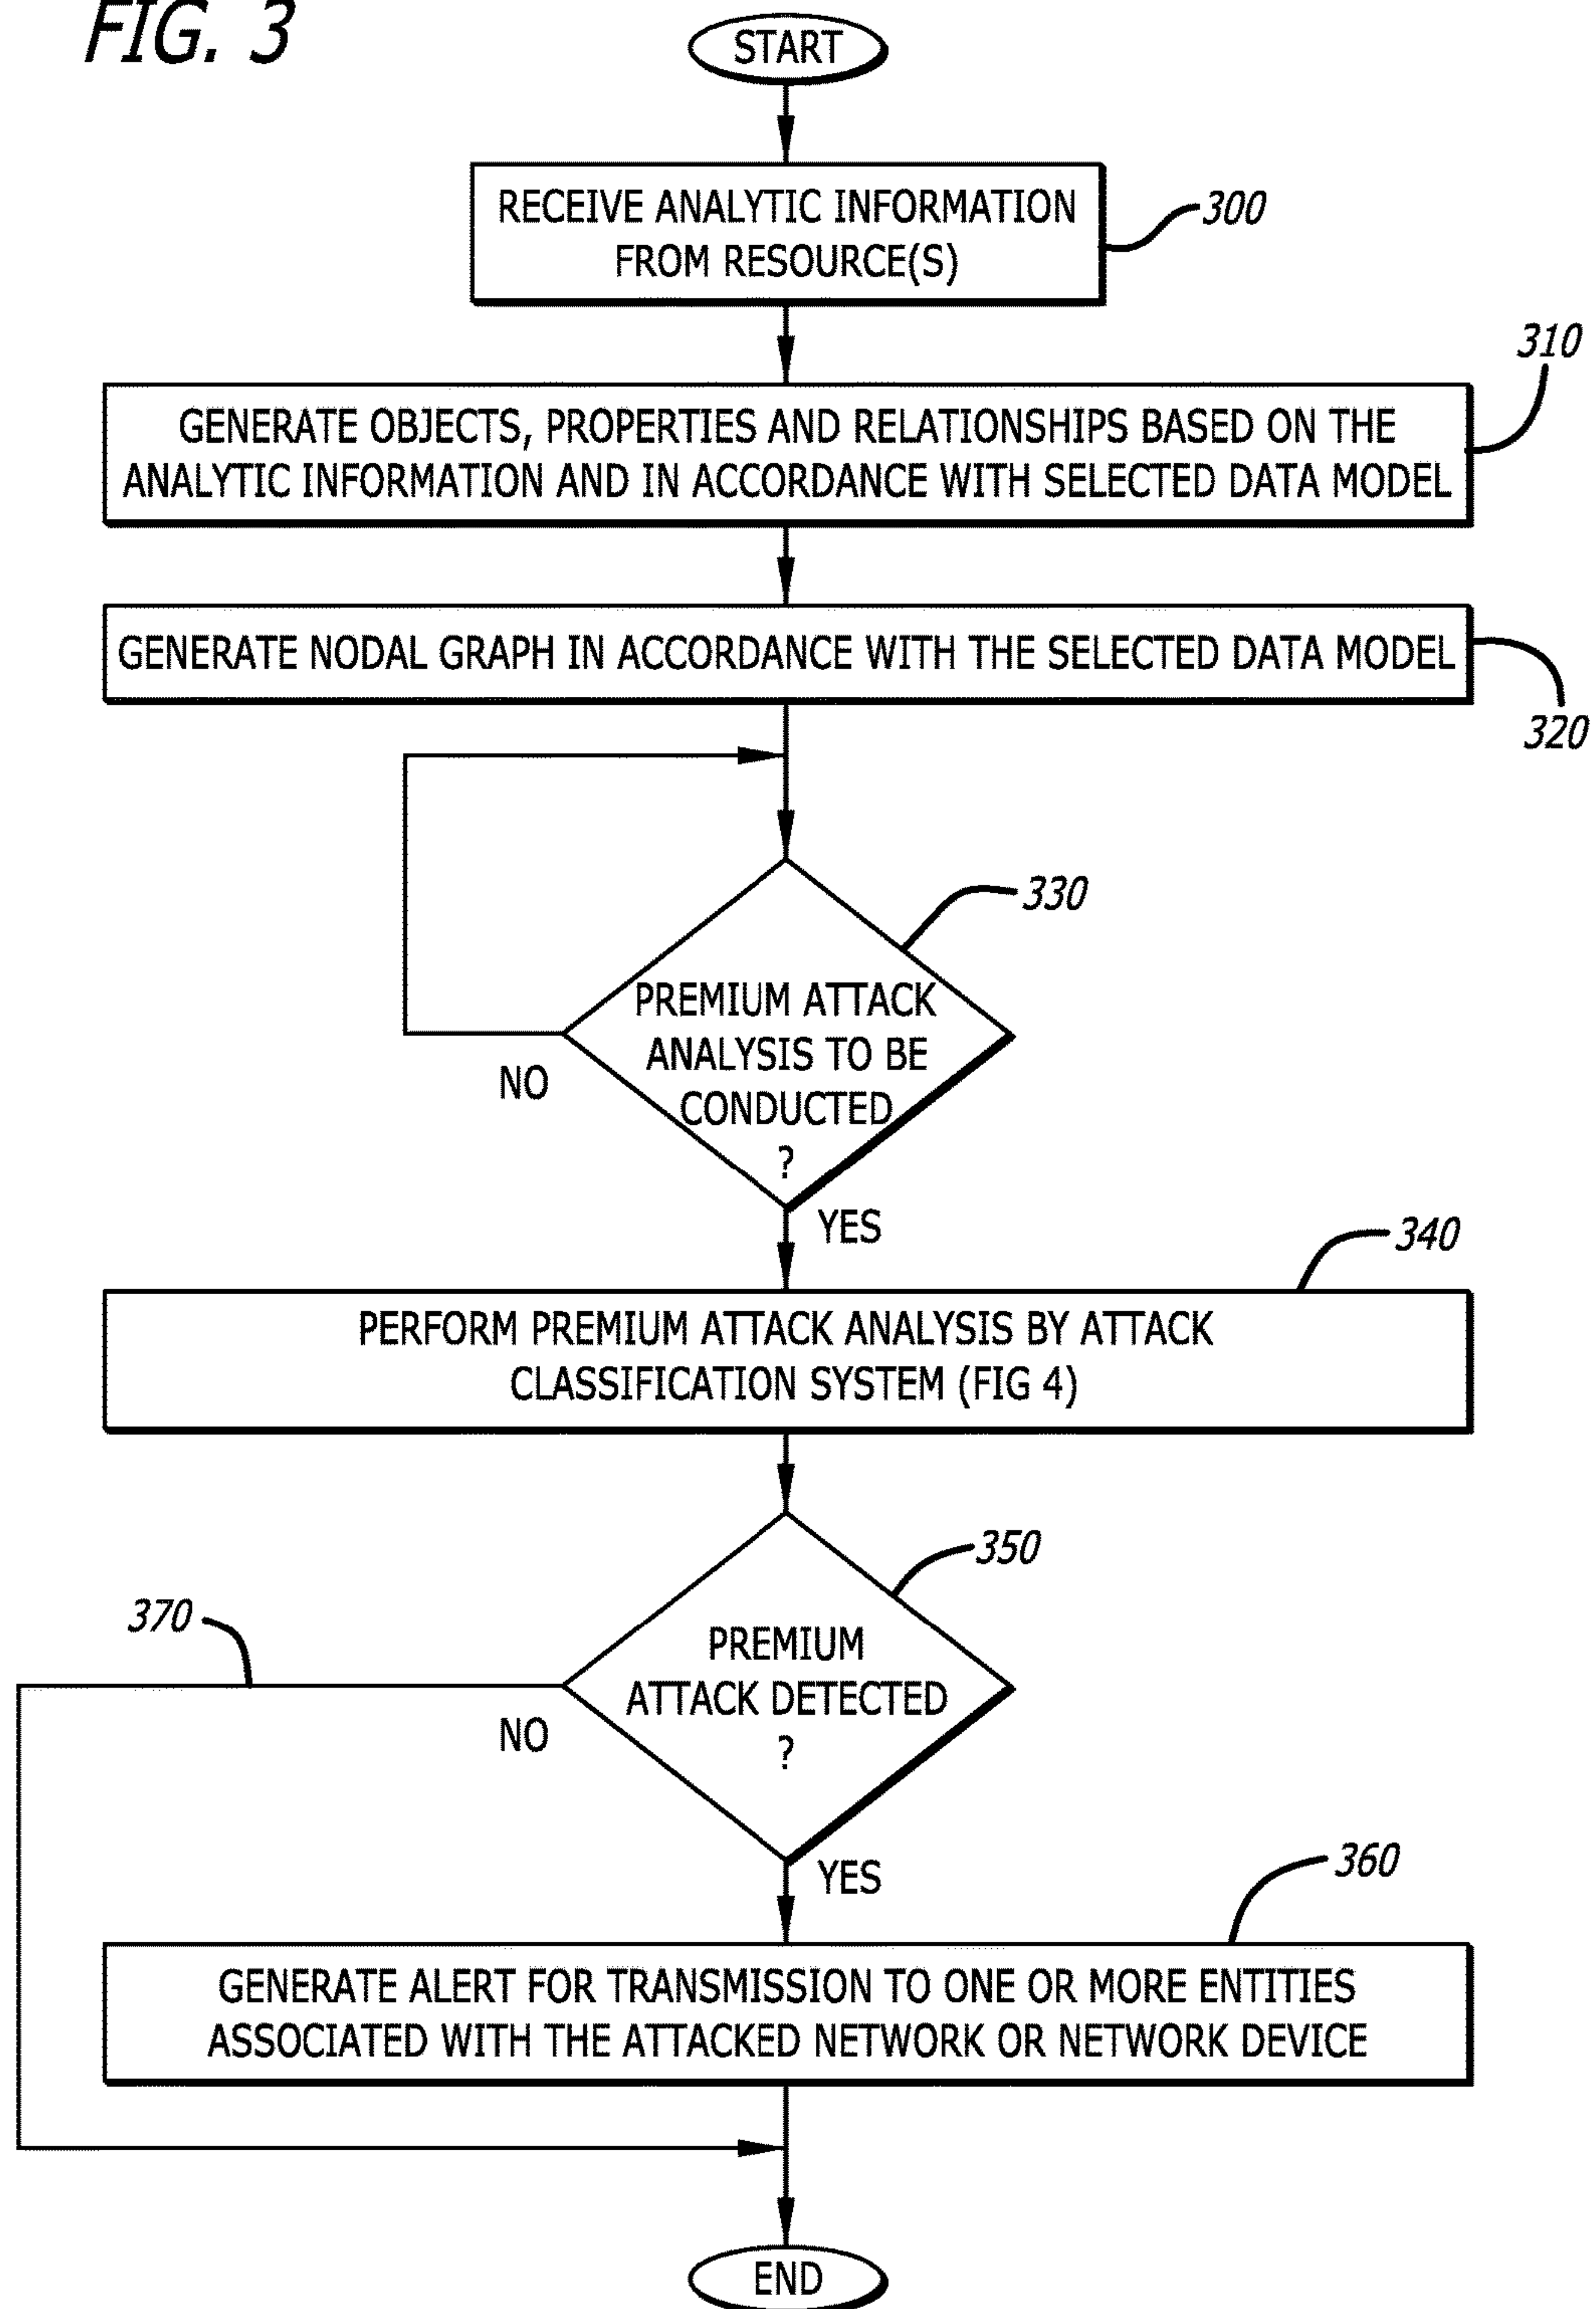 FIG. 3
START
RECEIVE ANALYTIC INFORMATION
FROM RESOURCE(S)
300
310
GENERATE OBJECTS, PROPERTIES AND RELATIONSHIPS BASED ON THE
ANALYTIC INFORMATION AND IN ACCORDANCE WITH SELECTED DATA MODEL
GENERATE NODAL GRAPH IN ACCORDANCE WITH THE SELECTED DATA MODEL
320
330
PREMIUM ATTACK
ANALYSIS TO BE
CONDUCTED
?
NO
YES
340
PERFORM PREMIUM ATTACK ANALYSIS BY ATTACK
CLASSIFICATION SYSTEM (FIG 4)
350
370
PREMIUM
ATTACK DETECTED
?
NO
YES
360
GENERATE ALERT FOR TRANSMISSION TO ONE OR MORE ENTITIES
ASSOCIATED WITH THE ATTACKED NETWORK OR NETWORK DEVICE
END